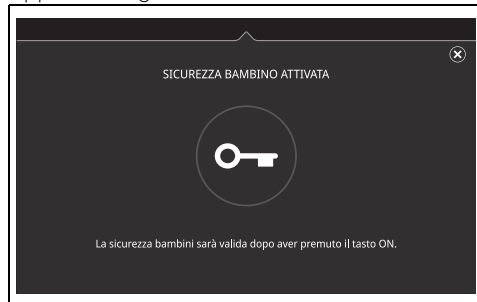 SICUREZZA BAMBINO ATTIVATA
La sicurezza bambini sarà valida dopo aver premuto il tasto ON.